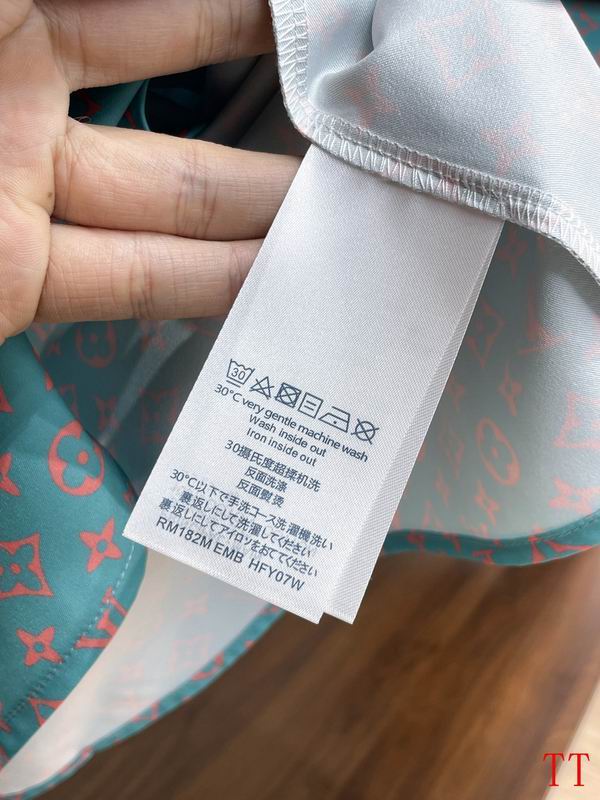 30
30°C very gentle machine wash
Wash inside out
Iron inside out
30摄氏度超揉机洗
反面洗涤
反面熨烫
30°C以下で手洗コース洗濯機洗い
裏返しにして洗濯してください
裏返しにしてアイロンをおてください
RM182M EMB HFY07W
TT